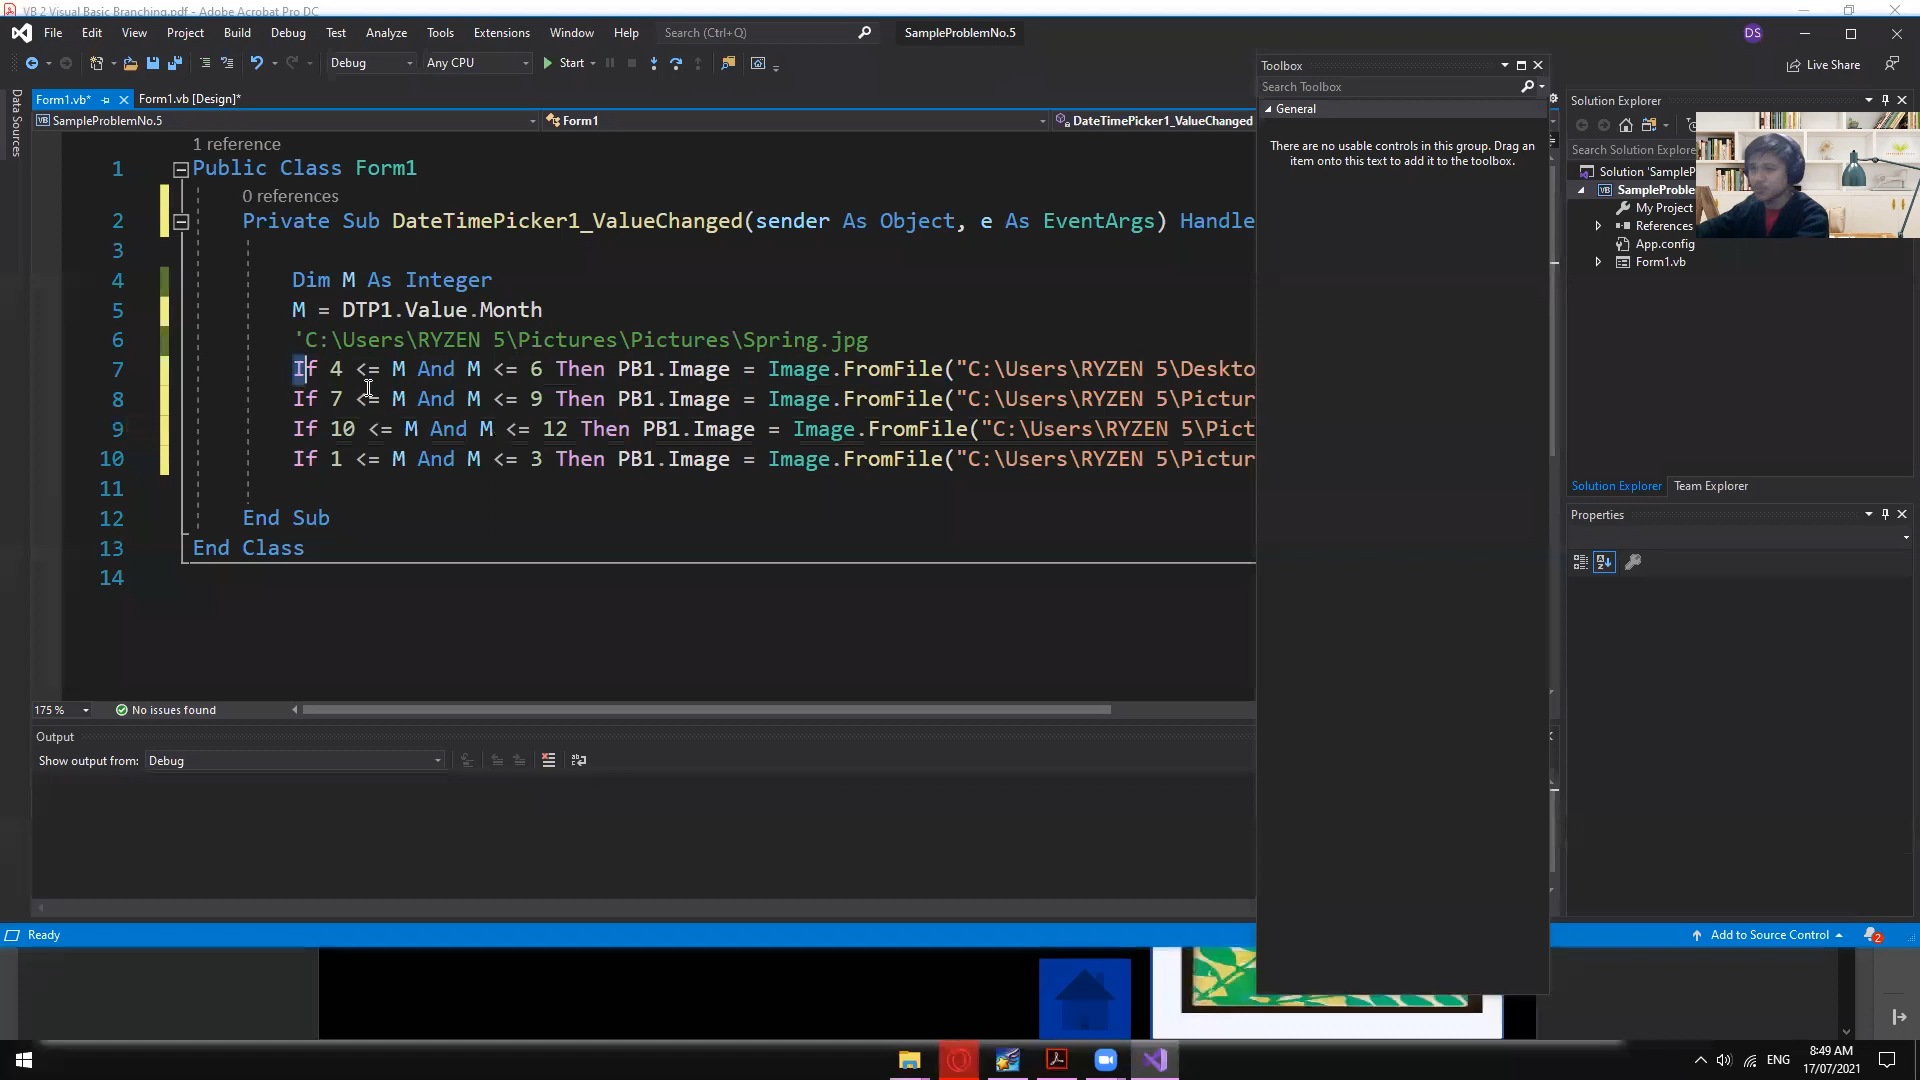 VB 2 Visual Basic Branching.pdf - Adobe Acrobat Pro DC
File Edit View Project Build Debug Test Analyze Tools Extensions Window Help Search (Ctrl+Q) SampleProblemNo.5 DS
Debug Any CPU Start Live Share
Form1.vb* Form1.vb [Design]*
SampleProblemNo.5 Form1 DateTimePicker1_ValueChanged
Data Sources
1 reference
1 Public Class Form1
0 references
2 Private Sub DateTimePicker1_ValueChanged(sender As Object, e As EventArgs) Handle
3
4 Dim M As Integer
5 M = DTP1.Value.Month
6 'C:\Users\RYZEN 5\Pictures\Pictures\Spring.jpg
7 If 4 <= M And M <= 6 Then PB1.Image = Image.FromFile("C:\Users\RYZEN 5\Deskto
8 If 7 <= M And M <= 9 Then PB1.Image = Image.FromFile("C:\Users\RYZEN 5\Pictur
9 If 10 <= M And M <= 12 Then PB1.Image = Image.FromFile("C:\Users\RYZEN 5\Pict
10 If 1 <= M And M <= 3 Then PB1.Image = Image.FromFile("C:\Users\RYZEN 5\Pictur
11
12 End Sub
13 End Class
14
175 % No issues found
Output
Show output from: Debug
Toolbox
Search Toolbox
General
There are no usable controls in this group. Drag an
item onto this text to add it to the toolbox.
Solution Explorer
Search Solution Explorer
Solution 'SampleP
SampleProble
My Project
References
App.config
Form1.vb
Solution Explorer Team Explorer
Properties
Ready Add to Source Control 2
ENG 8:49 AM
17/07/2021